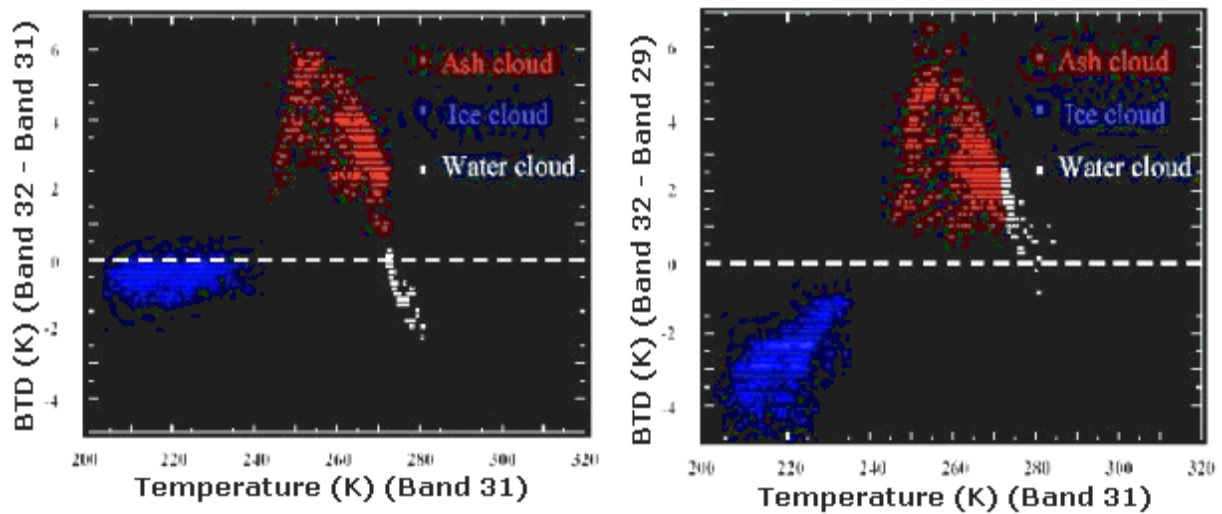 BTD (K) (Band 32 - Band 31)
6
4
2
0
-2
-4
Ash cloud
Ice cloud
Water cloud
200 220 240 260 280 300 320
Temperature (K) (Band 31)
BTD (K) (Band 32 - Band 29)
6
4
2
0
-2
-4
Ash cloud
Ice cloud
Water cloud
200 220 240 260 280 300 320
Temperature (K) (Band 31)